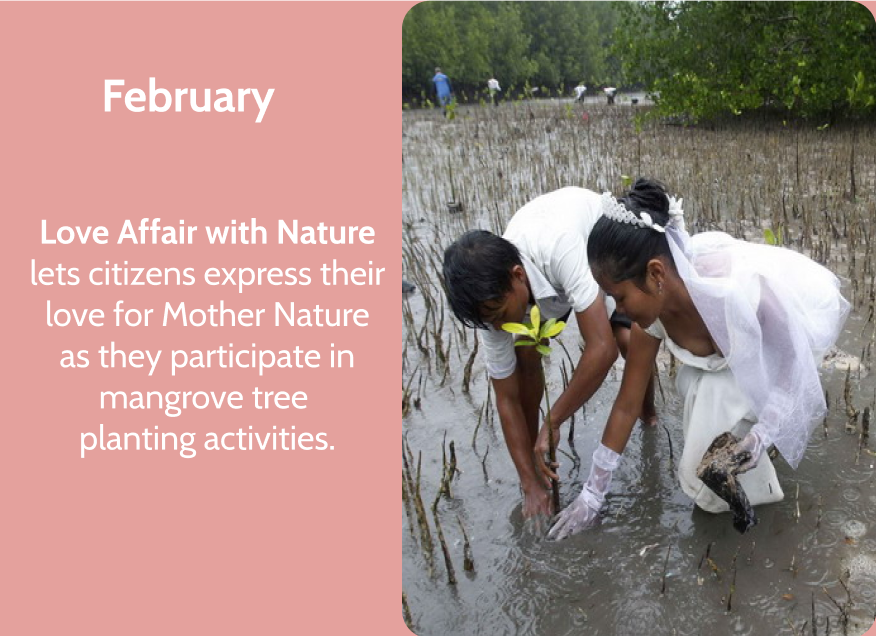 February
Love Affair with Nature
lets citizens express their
love for Mother Nature
as they participate in
mangrove tree
planting activities.